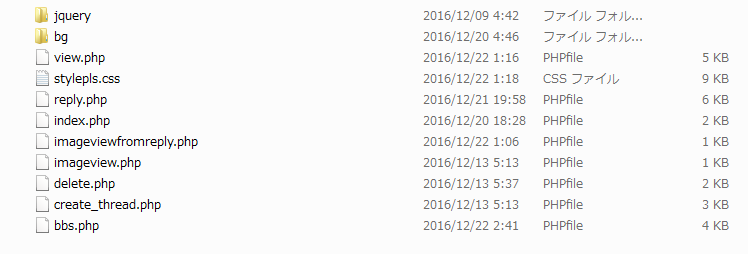 jquery 2016/12/09 4:42 ファイル フォル...
bg 2016/12/20 4:46 ファイル フォル...
view.php 2016/12/22 1:16 PHPfile 5 KB
stylepls.css 2016/12/22 1:18 CSS ファイル 9 KB
reply.php 2016/12/21 19:58 PHPfile 6 KB
index.php 2016/12/20 18:28 PHPfile 2 KB
imageviewfromreply.php 2016/12/22 1:06 PHPfile 1 KB
imageview.php 2016/12/13 5:13 PHPfile 1 KB
delete.php 2016/12/13 5:37 PHPfile 2 KB
create_thread.php 2016/12/13 5:13 PHPfile 3 KB
bbs.php 2016/12/22 2:41 PHPfile 4 KB